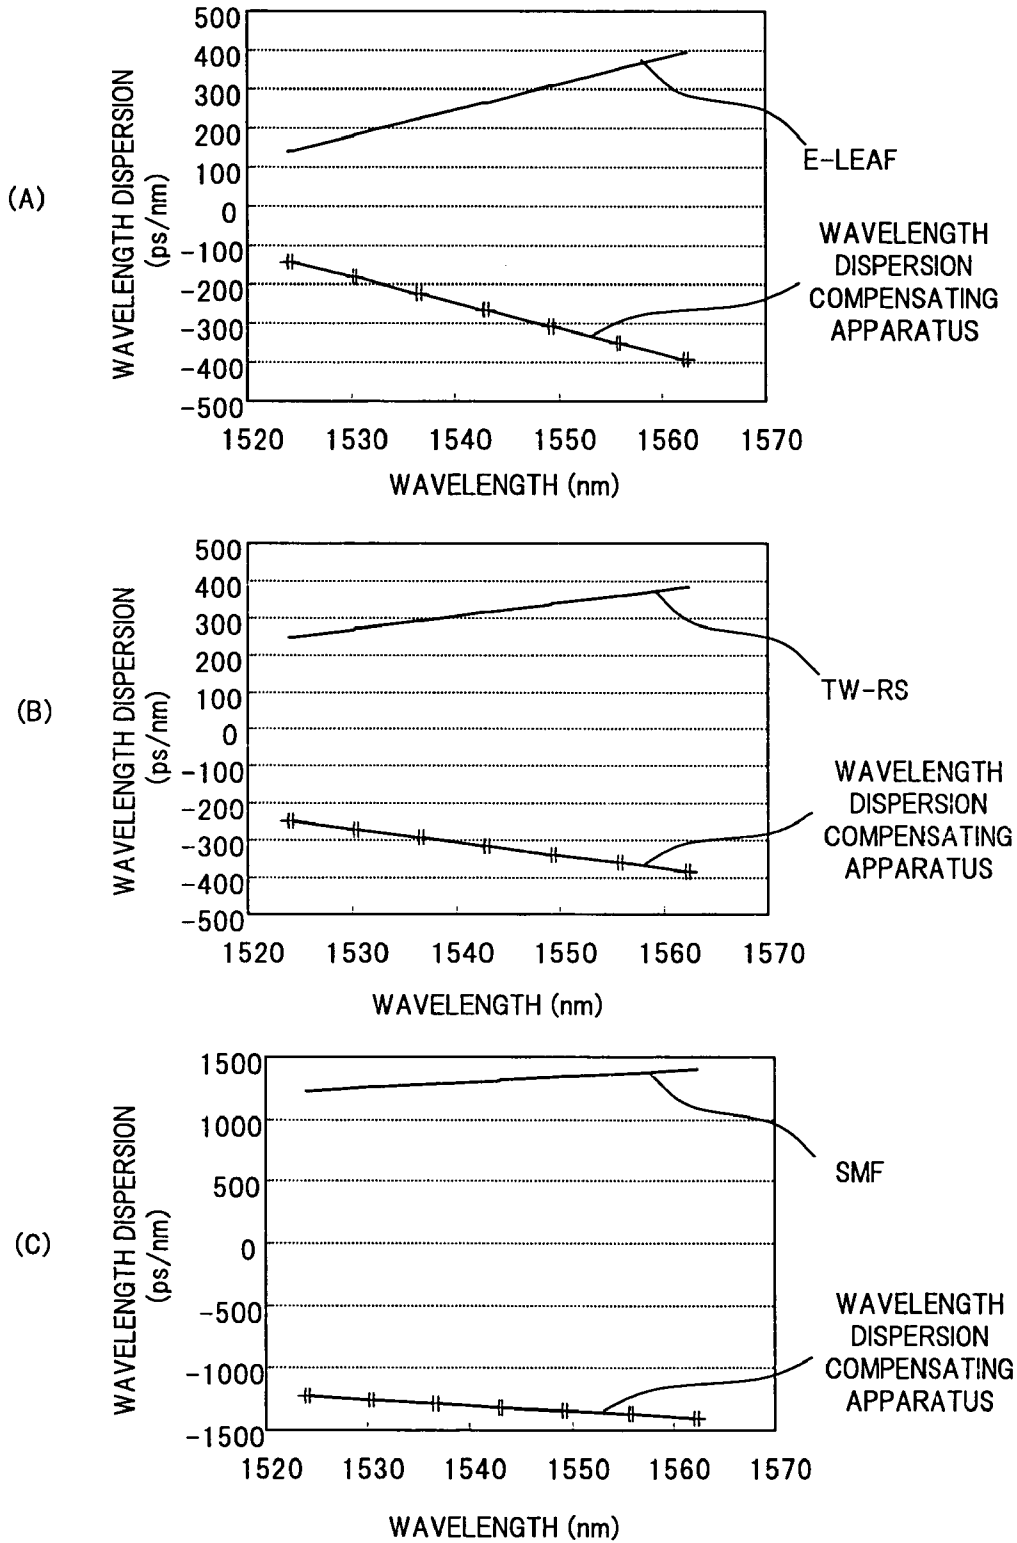 (A)
WAVELENGTH DISPERSION
(ps/nm)
500
400
300
200
100
0
-100
-200
-300
-400
-500
1520 1530 1540 1550 1560 1570
WAVELENGTH (nm)
E-LEAF
WAVELENGTH
DISPERSION
COMPENSATING
APPARATUS
(B)
WAVELENGTH DISPERSION
(ps/nm)
500
400
300
200
100
0
-100
-200
-300
-400
-500
1520 1530 1540 1550 1560 1570
WAVELENGTH (nm)
TW-RS
WAVELENGTH
DISPERSION
COMPENSATING
APPARATUS
(C)
WAVELENGTH DISPERSION
(ps/nm)
1500
1000
500
0
-500
-1000
-1500
1520 1530 1540 1550 1560 1570
WAVELENGTH (nm)
SMF
WAVELENGTH
DISPERSION
COMPENSATING
APPARATUS